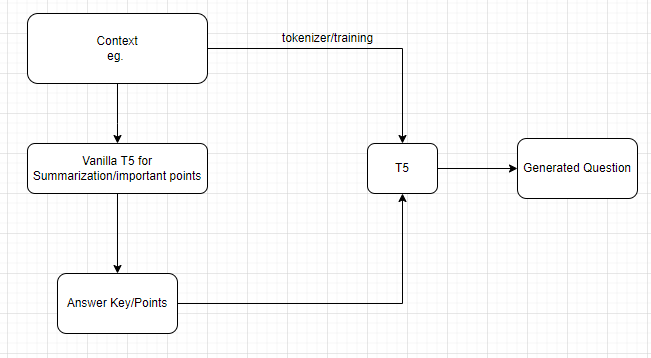 Context
eg.
tokenizer/training
Vanilla T5 for
Summarization/important points
T5
Generated Question
Answer Key/Points